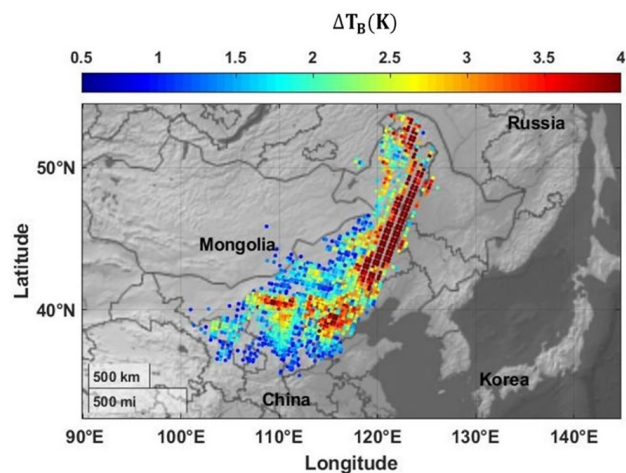 ΔT_B(K)
0.5 1 1.5 2 2.5 3 3.5 4
Russia
50°N
Mongolia
Latitude
40°N
500 km
500 mi
China
Korea
90°E 100°E 110°E 120°E 130°E 140°E
Longitude